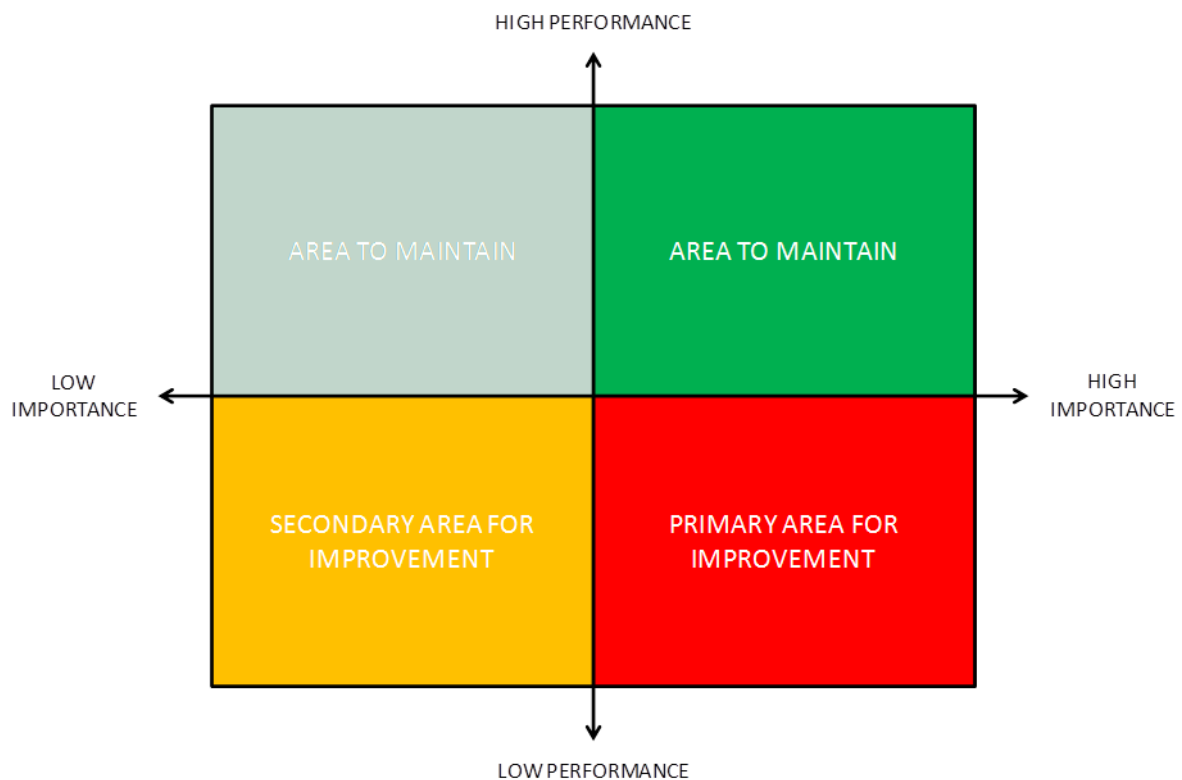 HIGH PERFORMANCE
AREA TO MAINTAIN
AREA TO MAINTAIN
LOW
IMPORTANCE
HIGH
IMPORTANCE
SECONDARY AREA FOR
IMPROVEMENT
PRIMARY AREA FOR
IMPROVEMENT
LOW PERFORMANCE